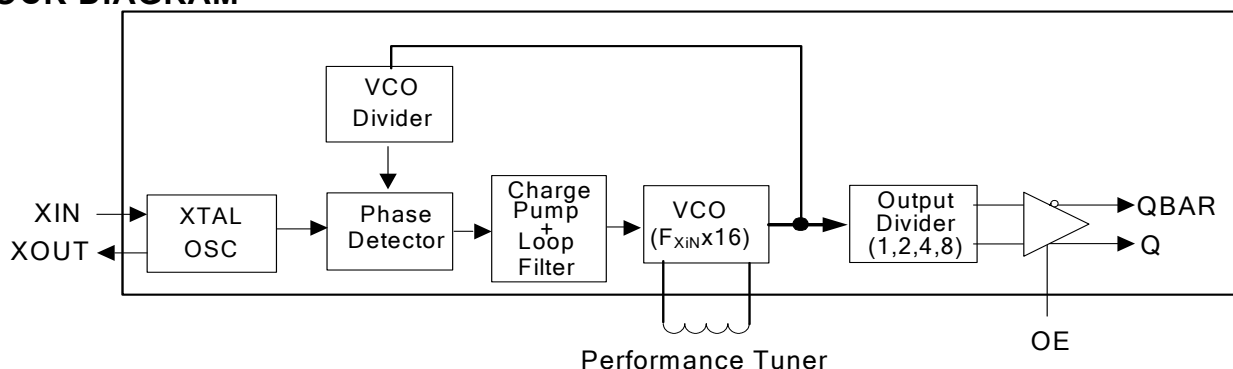 VCO
Divider
XIN
XOUT
XTAL
OSC
Phase
Detector
Charge
Pump
+
Loop
Filter
VCO
(FXiNx16)
Output
Divider
(1,2,4,8)
QBAR
Q
OE
Performance Tuner